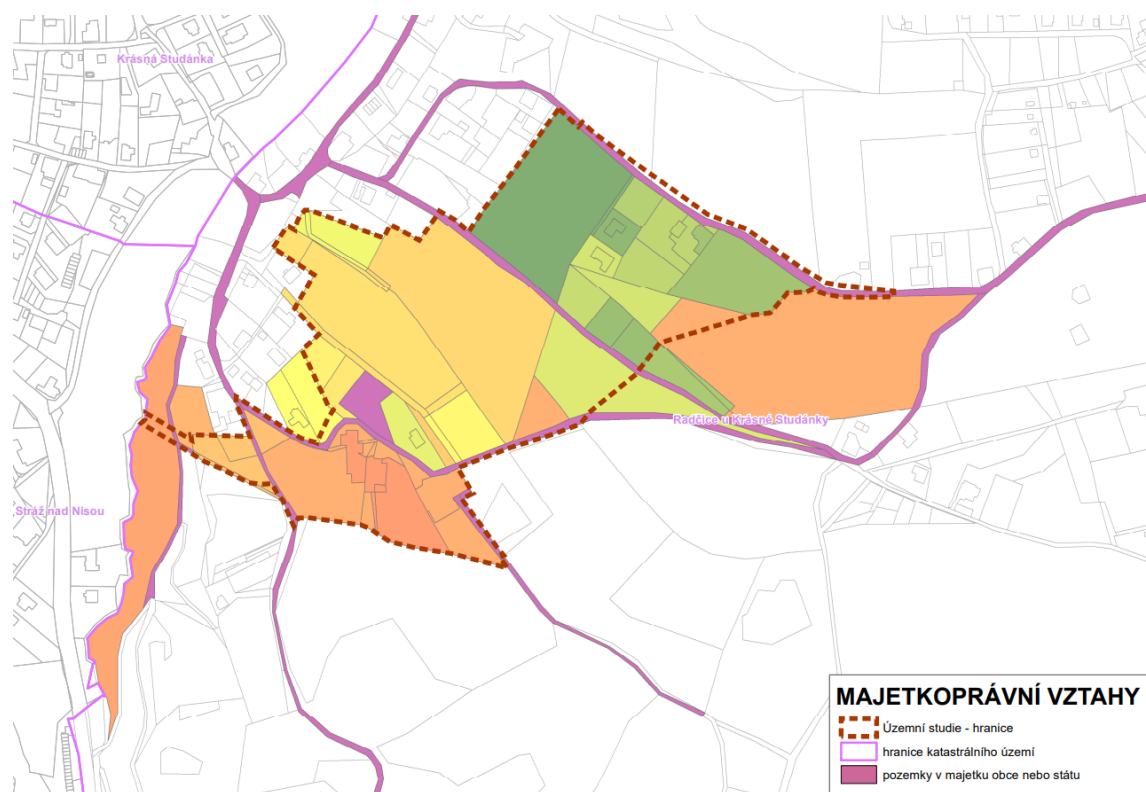 Krásná Studánka
Radčice u Krásné Studánky
Stráž nad Nisou
MAJETKOPRÁVNÍ VZTAHY
Územní studie - hranice
hranice katastrálního území
pozemky v majetku obce nebo státu